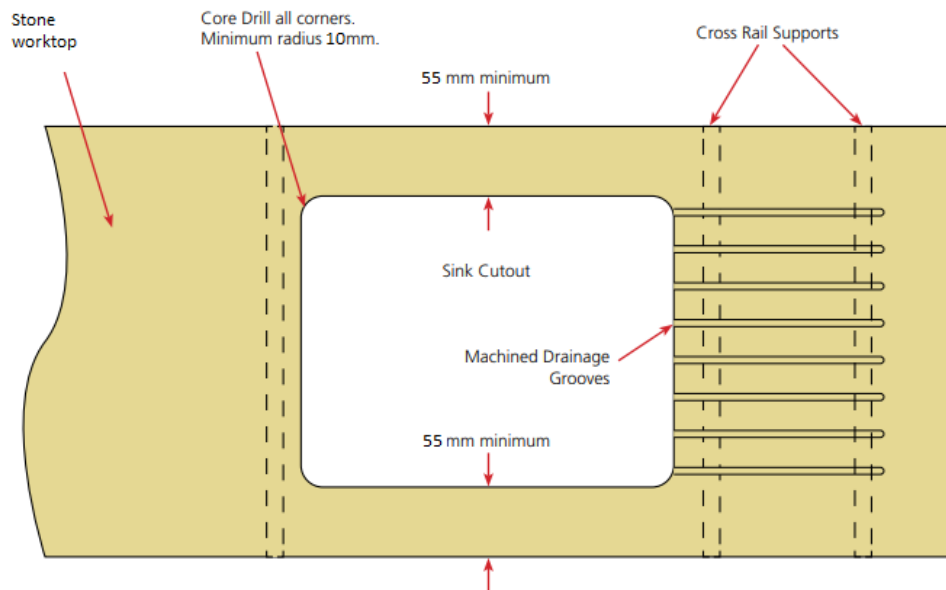 Stone
worktop
Core Drill all corners.
Minimum radius 10mm.
Cross Rail Supports
55 mm minimum
Sink Cutout
Machined Drainage
Grooves
55 mm minimum